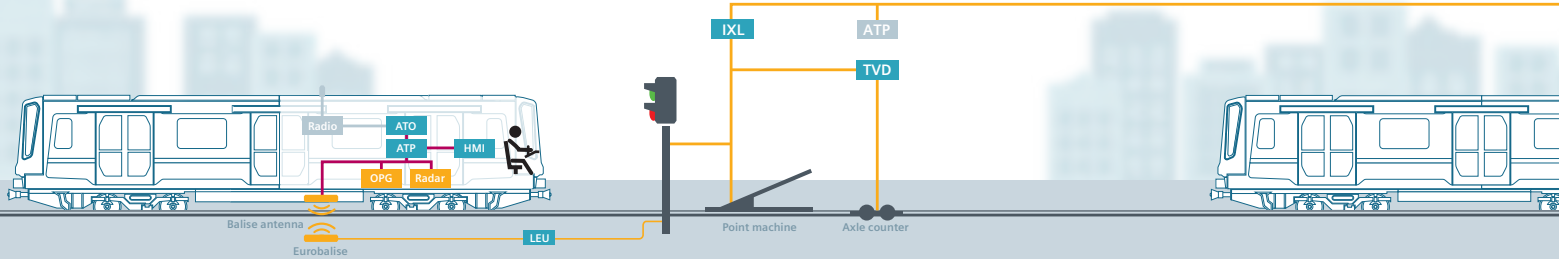 IXL
ATP
TVD
Radio
ATO
ATP
HMI
OPG
Radar
Balise antenna
Point machine
Axle counter
LEU
Eurobalise